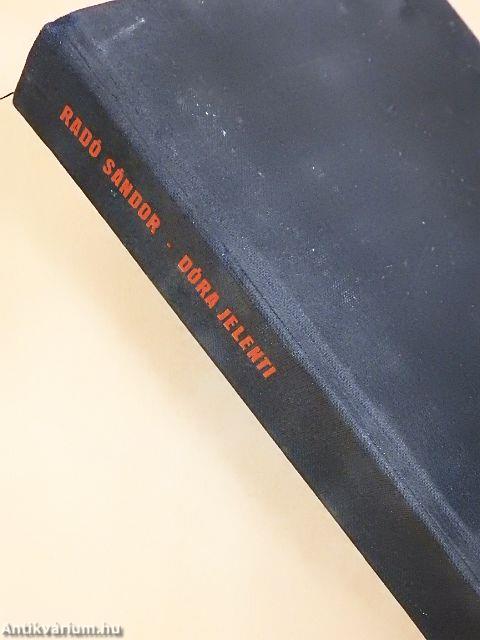 RADÓ SÁNDOR - DÓRA JELENTI
Antikvárium.hu